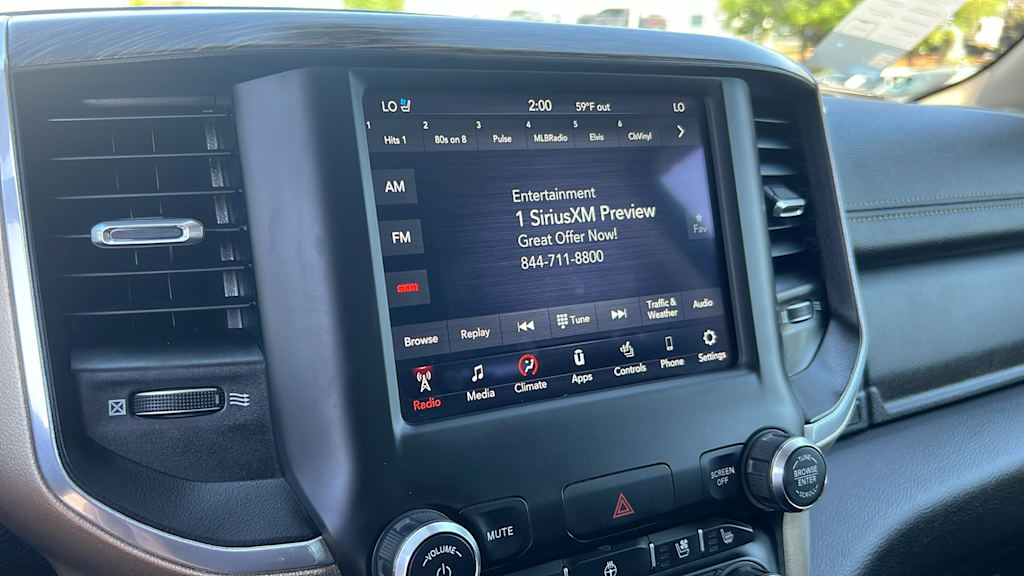 LO 2:00 59°F out LO
1 Hits 1 2 80s on 8 3 Pulse 4 MLBRadio 5 Elvis 6 ClsVinyl
AM
FM
SXM
Entertainment
1 SiriusXM Preview
Great Offer Now!
844-711-8800
Fav
Browse Replay Tune Traffic & Weather Audio
Radio Media Climate Apps Controls Phone Settings
VOLUME
MUTE
SCREEN OFF
TUNE
BROWSE
ENTER
SCROLL